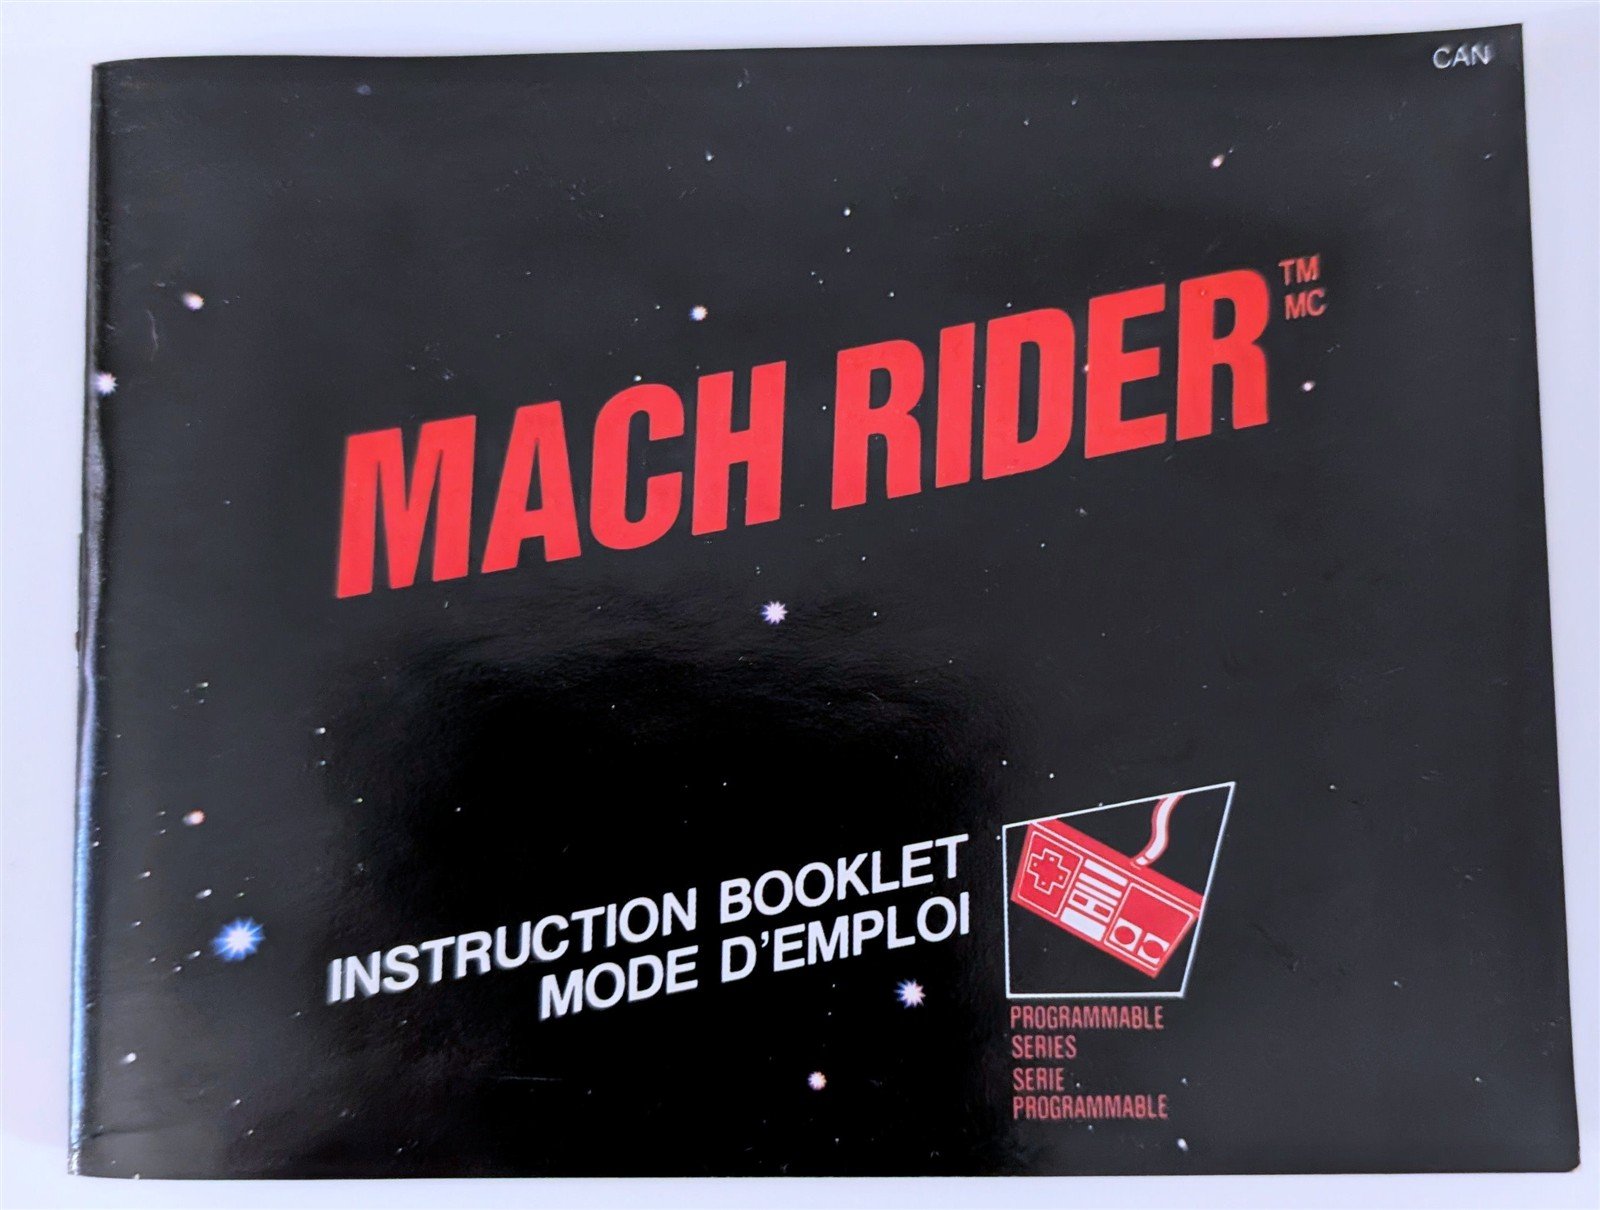 CAN
MACH RIDER
TM
MC
INSTRUCTION BOOKLET
MODE D'EMPLOI
PROGRAMMABLE
SERIES
SERIE
PROGRAMMABLE